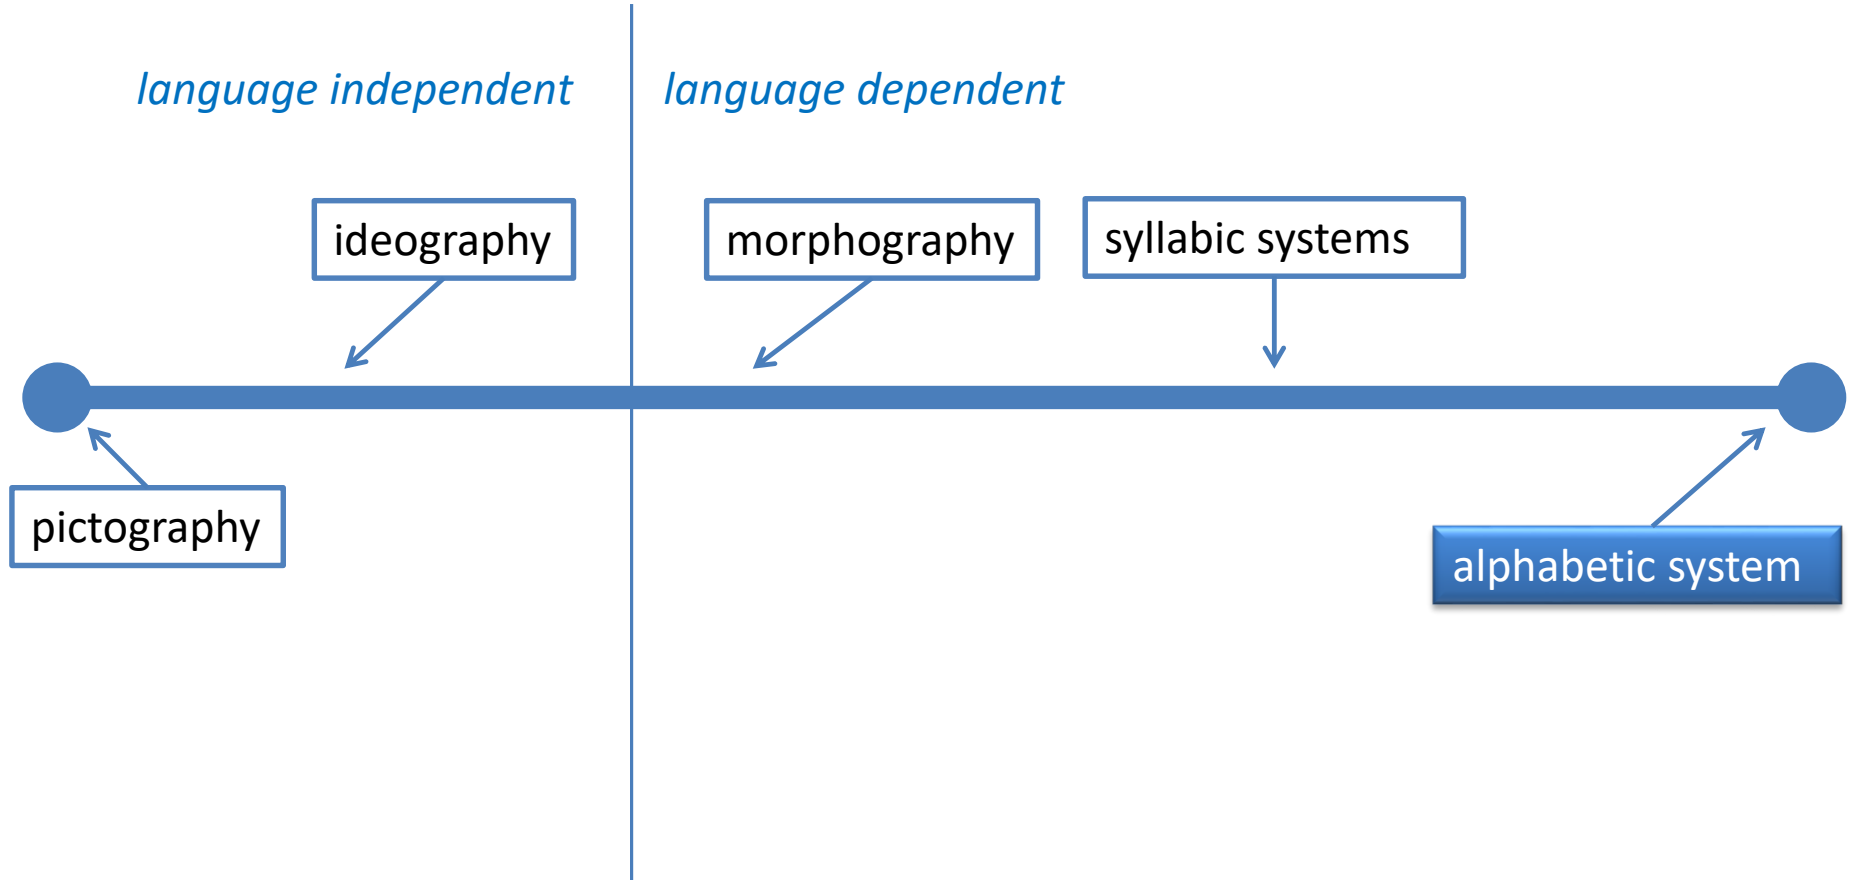 language independent
language dependent
ideography
morphography
syllabic systems
pictography
alphabetic system